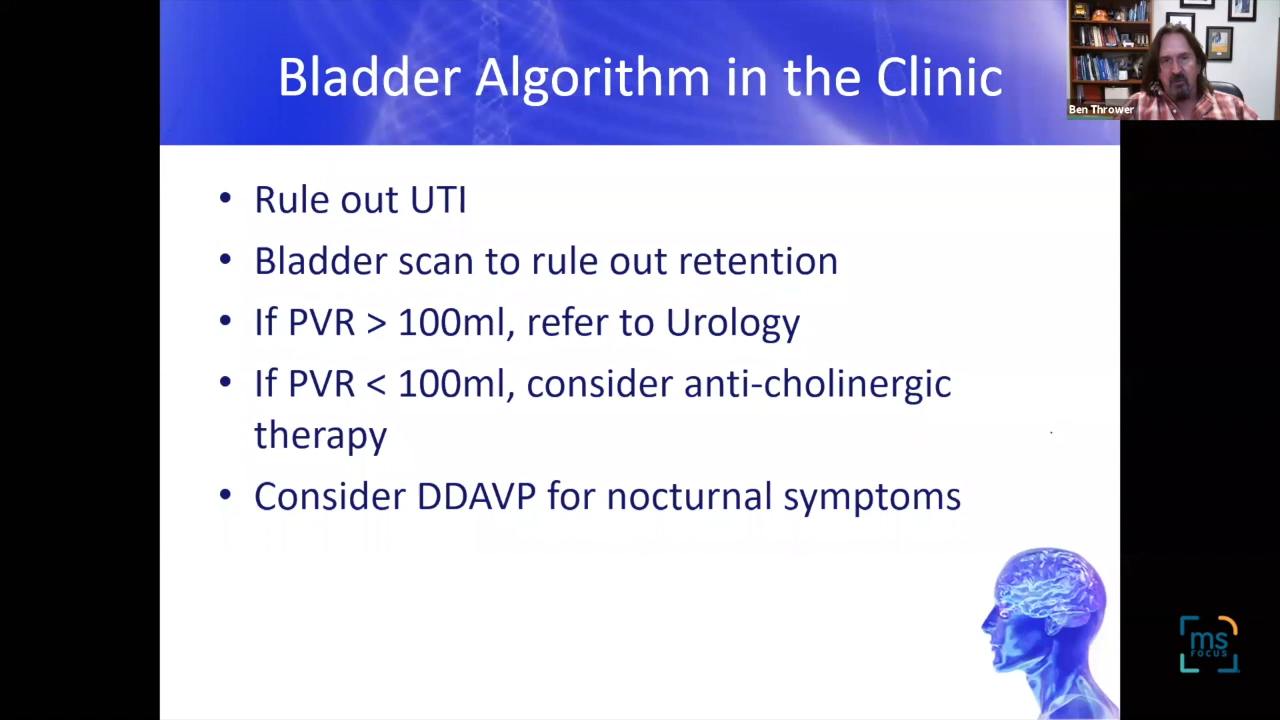 Bladder Algorithm in the Clinic
Ben Thrower
• Rule out UTI
• Bladder scan to rule out retention
• If PVR > 100ml, refer to Urology
• If PVR < 100ml, consider anti-cholinergic
therapy
• Consider DDAVP for nocturnal symptoms
ms
FOCUS